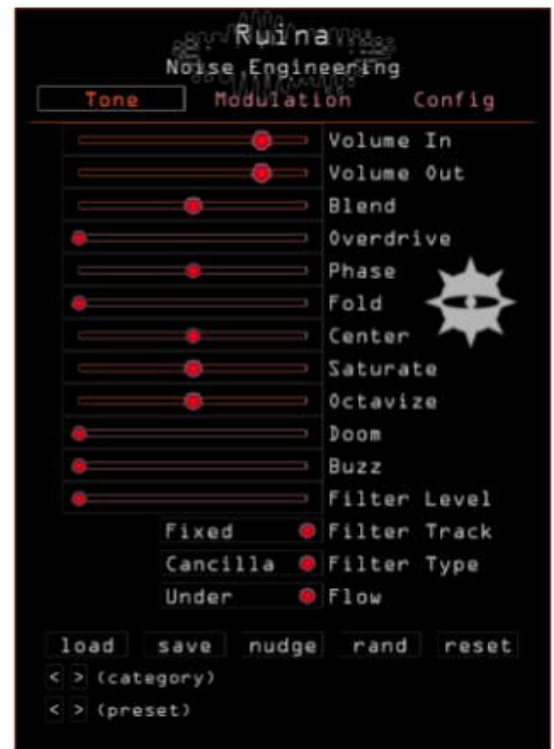 Ruina
Noise Engineering
Tone Modulation Config
Volume In
Volume Out
Blend
Overdrive
Phase
Fold
Center
Saturate
Octavize
Doom
Buzz
Filter Level
Fixed Filter Track
Cancilla Filter Type
Under Flow
load save nudge rand reset
< > (category)
< > (preset)